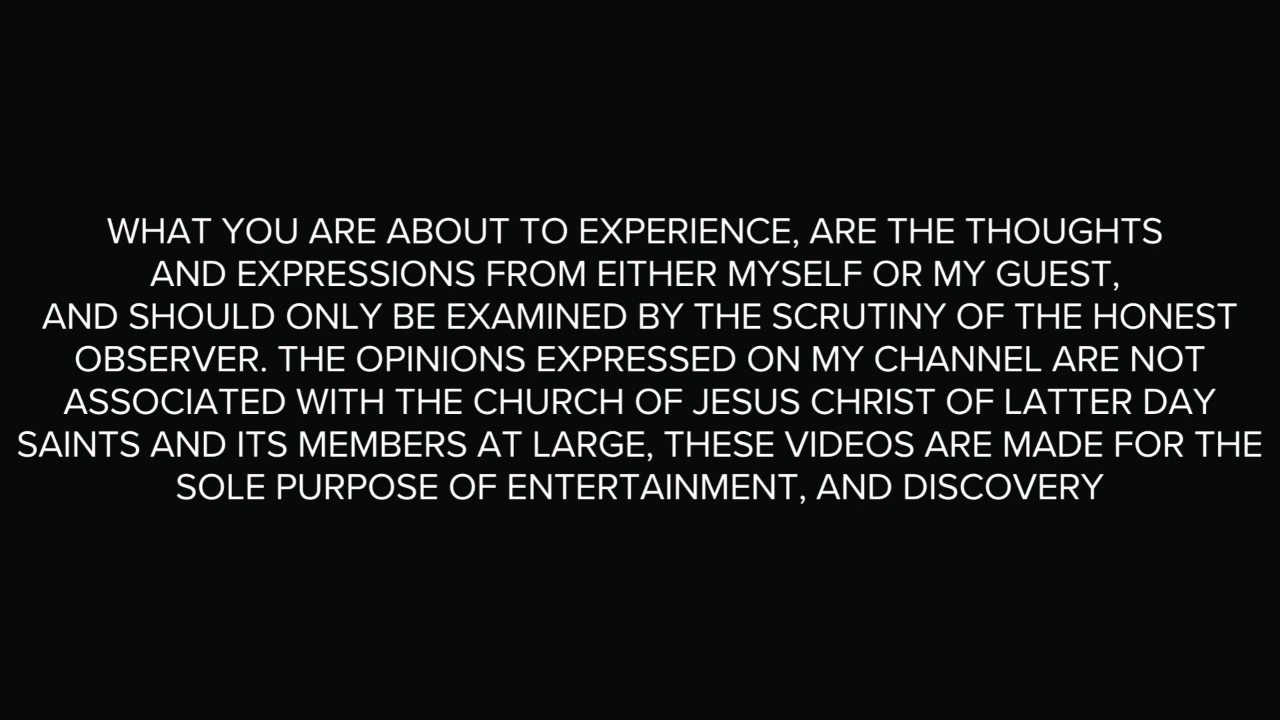 WHAT YOU ARE ABOUT TO EXPERIENCE, ARE THE THOUGHTS
AND EXPRESSIONS FROM EITHER MYSELF OR MY GUEST,
AND SHOULD ONLY BE EXAMINED BY THE SCRUTINY OF THE HONEST
OBSERVER. THE OPINIONS EXPRESSED ON MY CHANNEL ARE NOT
ASSOCIATED WITH THE CHURCH OF JESUS CHRIST OF LATTER DAY
SAINTS AND ITS MEMBERS AT LARGE, THESE VIDEOS ARE MADE FOR THE
SOLE PURPOSE OF ENTERTAINMENT, AND DISCOVERY